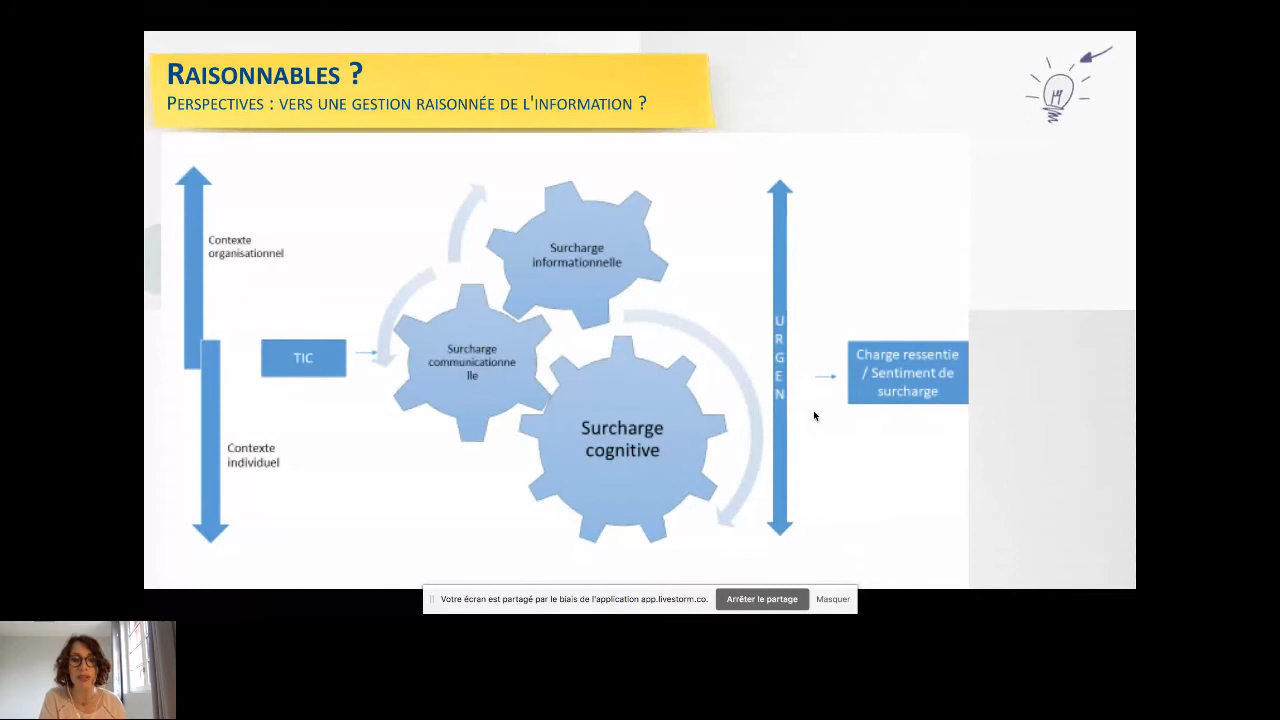 RAISONNABLES ?
PERSPECTIVES : VERS UNE GESTION RAISONNÉE DE L'INFORMATION ?
Contexte
organisationnel
Surcharge
informationnelle
TIC
Surcharge
communicationne
lle
U
R
G
E
N
Charge ressentie
/ Sentiment de
surcharge
Surcharge
cognitive
Contexte
individuel
Votre écran est partagé par le biais de l'application app.livestorm.co.
Arrêter le partage
Masquer